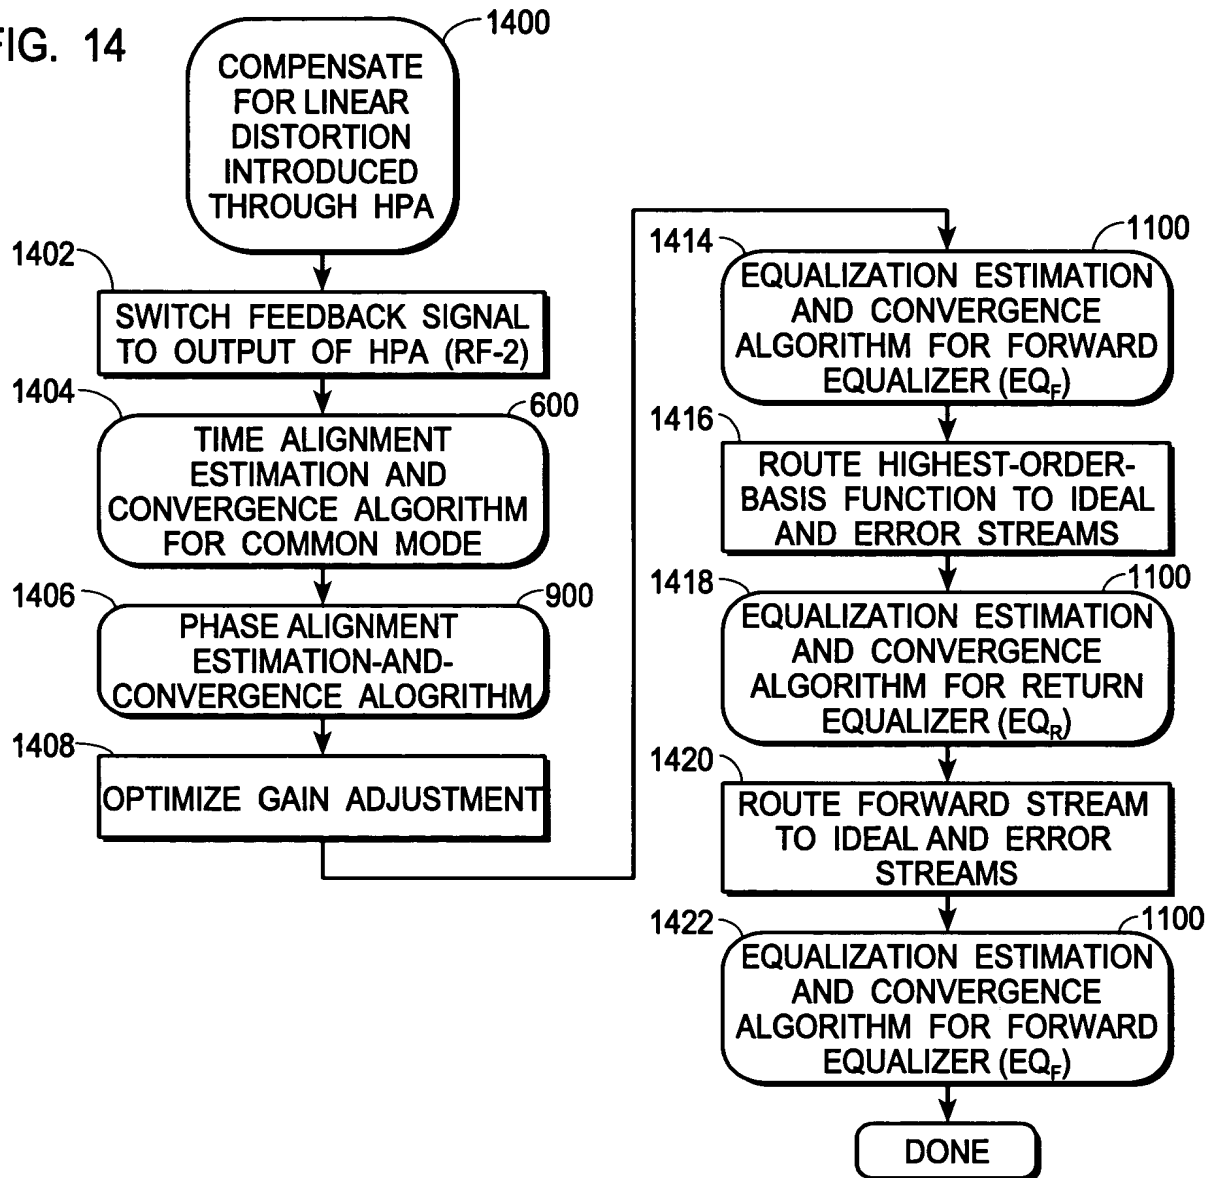 FIG. 14
1400
COMPENSATE
FOR LINEAR
DISTORTION
INTRODUCED
THROUGH HPA
1402
SWITCH FEEDBACK SIGNAL
TO OUTPUT OF HPA (RF-2)
1404
600
TIME ALIGNMENT
ESTIMATION AND
CONVERGENCE ALGORITHM
FOR COMMON MODE
1406
900
PHASE ALIGNMENT
ESTIMATION-AND-
CONVERGENCE ALOGRITHM
1408
OPTIMIZE GAIN ADJUSTMENT
1414
1100
EQUALIZATION ESTIMATION
AND CONVERGENCE
ALGORITHM FOR FORWARD
EQUALIZER (EQF)
1416
ROUTE HIGHEST-ORDER-
BASIS FUNCTION TO IDEAL
AND ERROR STREAMS
1418
1100
EQUALIZATION ESTIMATION
AND CONVERGENCE
ALGORITHM FOR RETURN
EQUALIZER (EQR)
1420
ROUTE FORWARD STREAM
TO IDEAL AND ERROR
STREAMS
1422
1100
EQUALIZATION ESTIMATION
AND CONVERGENCE
ALGORITHM FOR FORWARD
EQUALIZER (EQF)
DONE